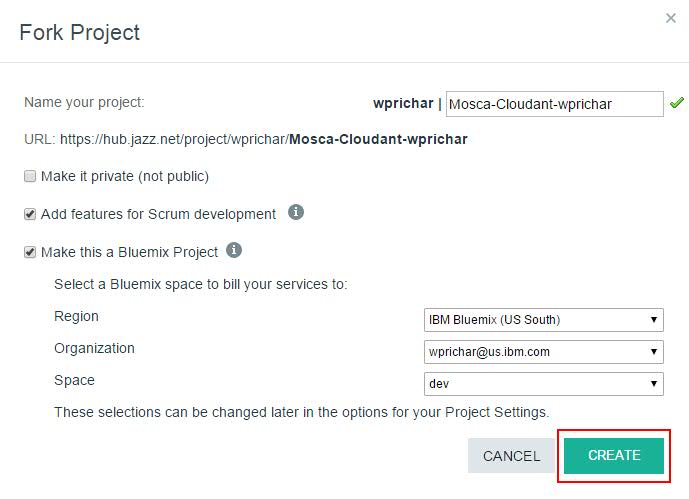 Fork Project
Name your project: wprichar | Mosca-Cloudant-wprichar
URL: https://hub.jazz.net/project/wprichar/Mosca-Cloudant-wprichar
Make it private (not public)
Add features for Scrum development
Make this a Bluemix Project
Select a Bluemix space to bill your services to:
Region IBM Bluemix (US South)
Organization wprichar@us.ibm.com
Space dev
These selections can be changed later in the options for your Project Settings.
CANCEL CREATE